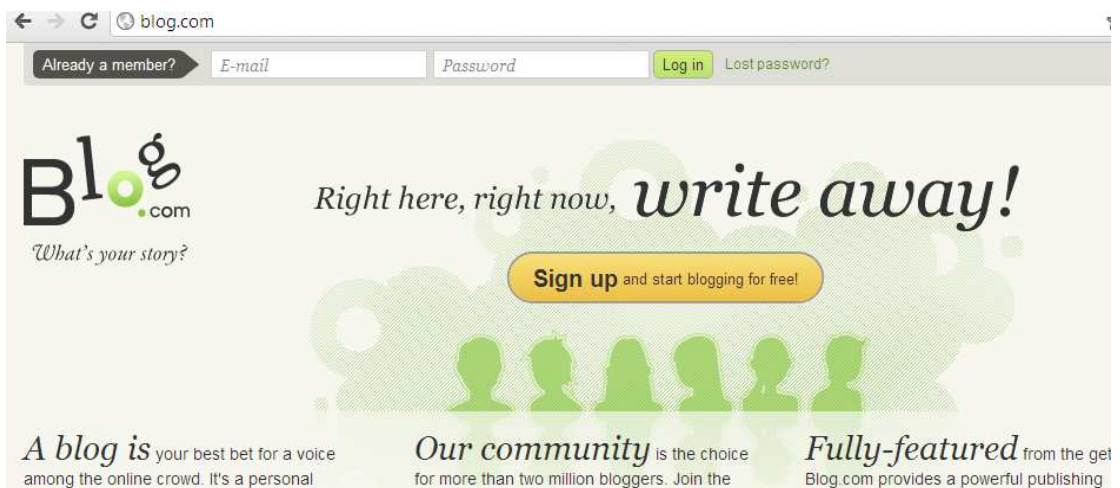 blog.com
Already a member? E-mail Password Log in Lost password?
Blog
.com
What's your story?
Right here, right now, write away!
Sign up and start blogging for free!
A blog is your best bet for a voice
among the online crowd. It's a personal
Our community is the choice
for more than two million bloggers. Join the
Fully-featured from the get
Blog.com provides a powerful publishing